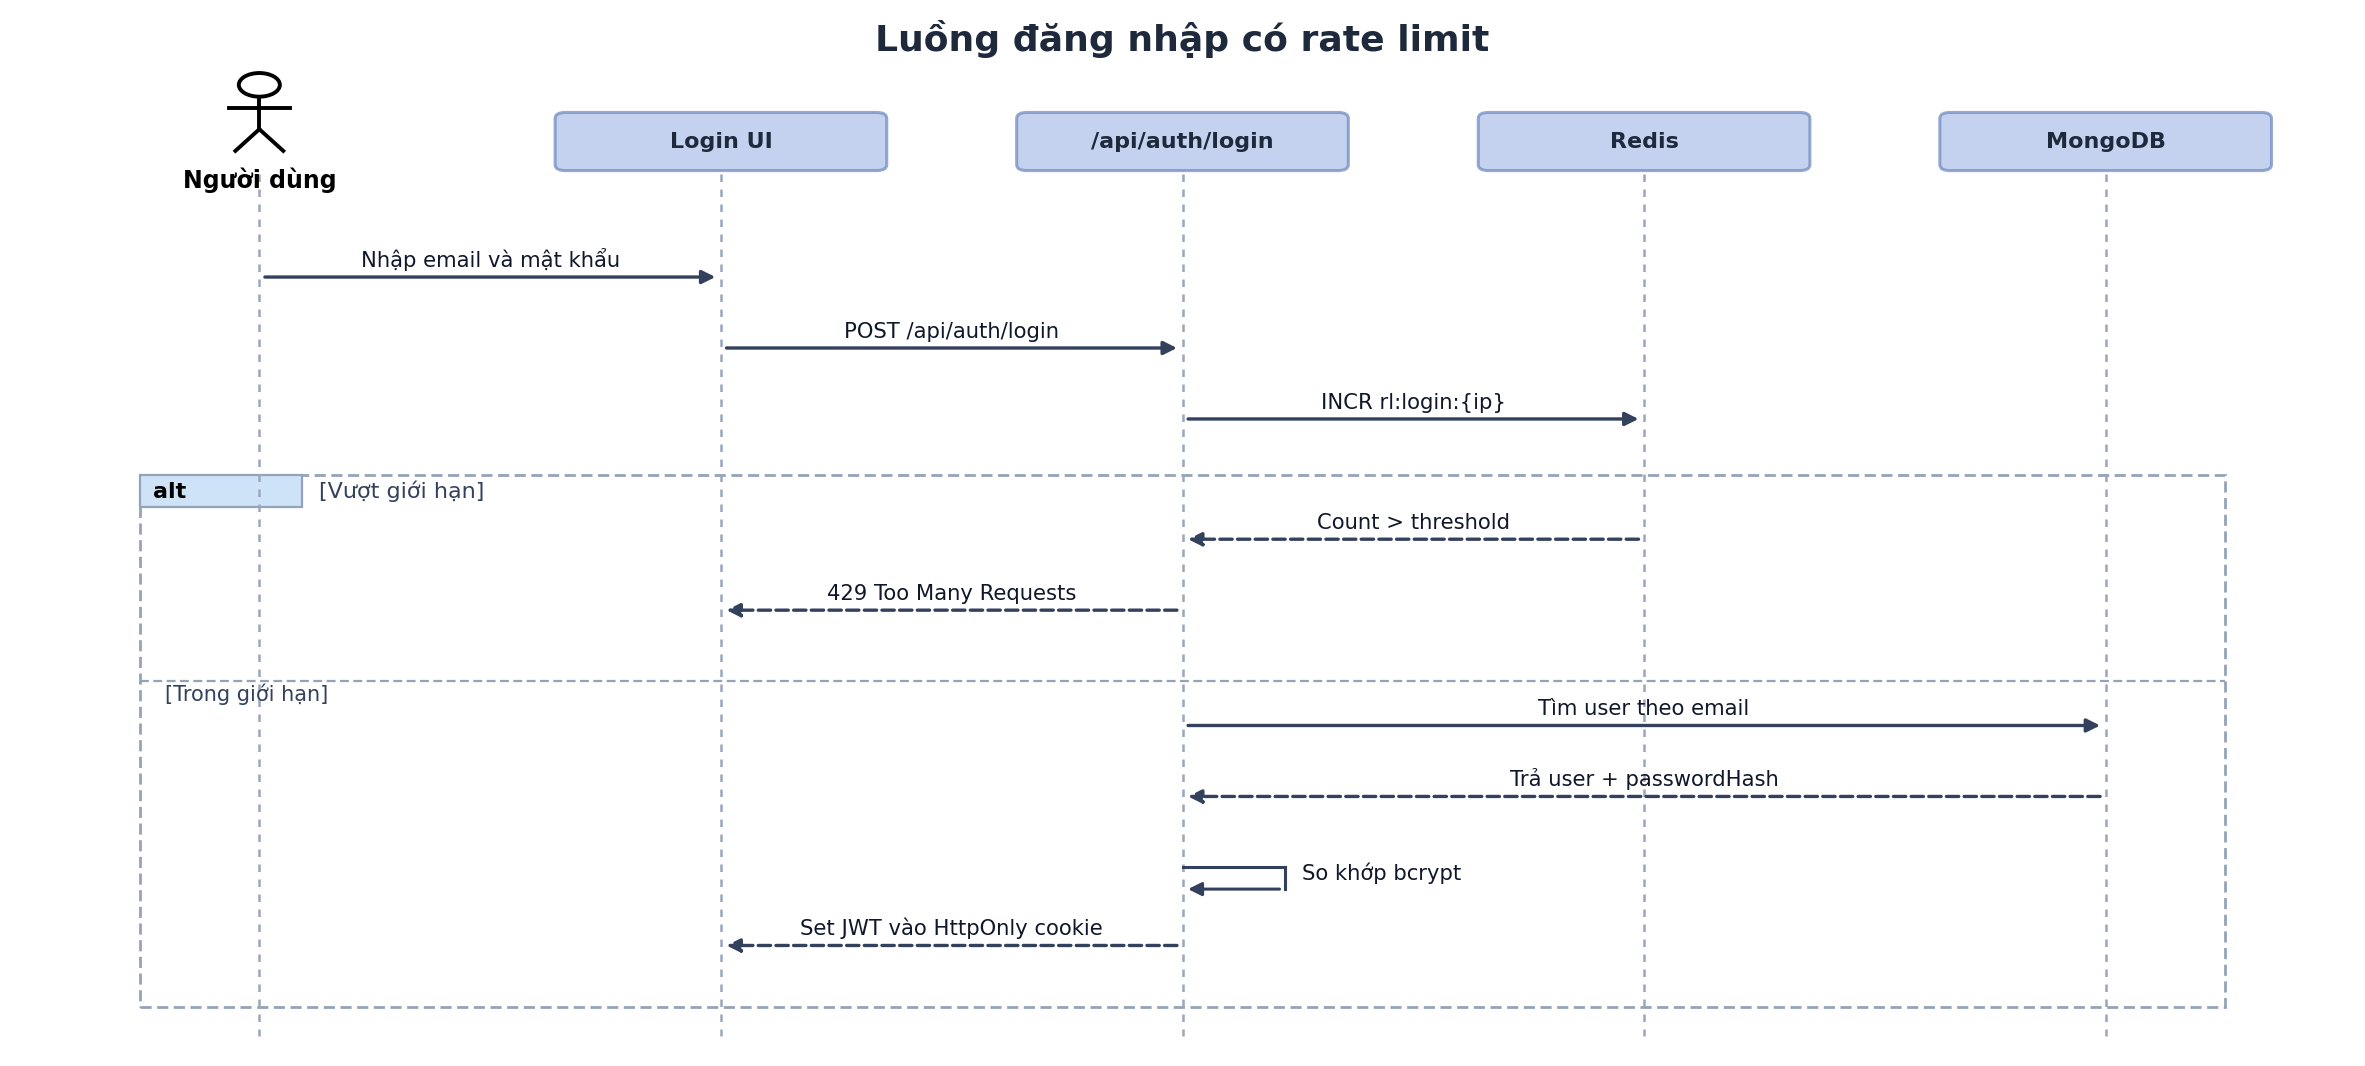 Luồng đăng nhập có rate limit
Người dùng
Login UI
/api/auth/login
Redis
MongoDB
Nhập email và mật khẩu
POST /api/auth/login
INCR rl:login:{ip}
alt
[Vượt giới hạn]
Count > threshold
429 Too Many Requests
[Trong giới hạn]
Tìm user theo email
Trả user + passwordHash
So khớp bcrypt
Set JWT vào HttpOnly cookie